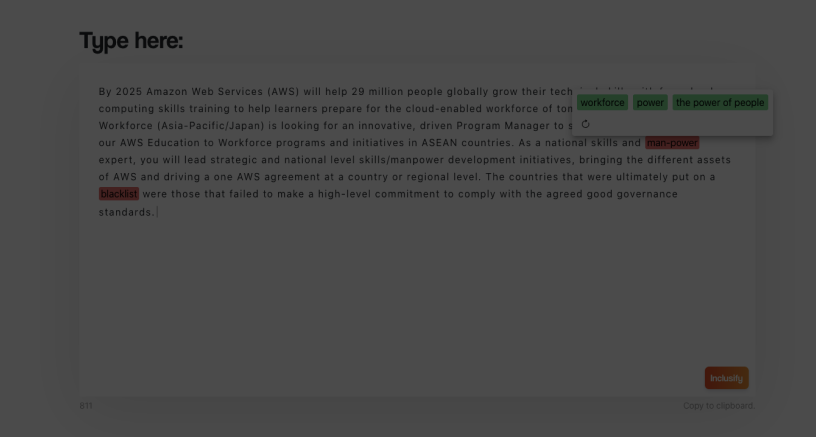 Type here:
By 2025 Amazon Web Services (AWS) will help 29 million people globally grow their
computing skills training to help learners prepare for the cloud-enabled workforce of
workforce power the power of people
Workforce (Asia-Pacific/Japan) is looking for an innovative, driven Program Manager to
our AWS Education to Workforce programs and initiatives in ASEAN countries. As a national skills and man-power
expert, you will lead strategic and national level skills/manpower development initiatives, bringing the different assets
of AWS and driving a one AWS agreement at a country or regional level. The countries that were ultimately put on a
blacklist were those that failed to make a high-level commitment to comply with the agreed good governance
standards.
Inclusify
811 Copy to clipboard.